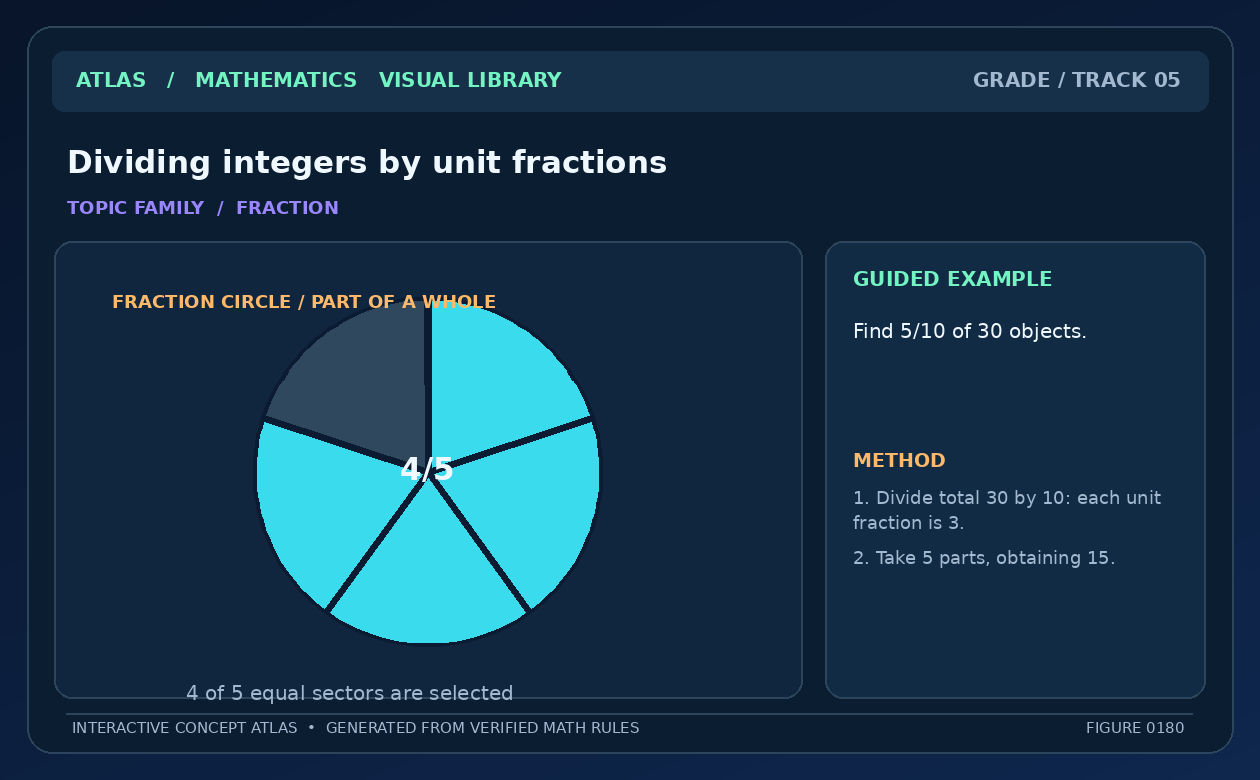 ATLAS / MATHEMATICS VISUAL LIBRARY
GRADE / TRACK 05
Dividing integers by unit fractions
TOPIC FAMILY / FRACTION
FRACTION CIRCLE / PART OF A WHOLE
4/5
4 of 5 equal sectors are selected
GUIDED EXAMPLE
Find 5/10 of 30 objects.
METHOD
1. Divide total 30 by 10: each unit
fraction is 3.
2. Take 5 parts, obtaining 15.
INTERACTIVE CONCEPT ATLAS • GENERATED FROM VERIFIED MATH RULES
FIGURE 0180